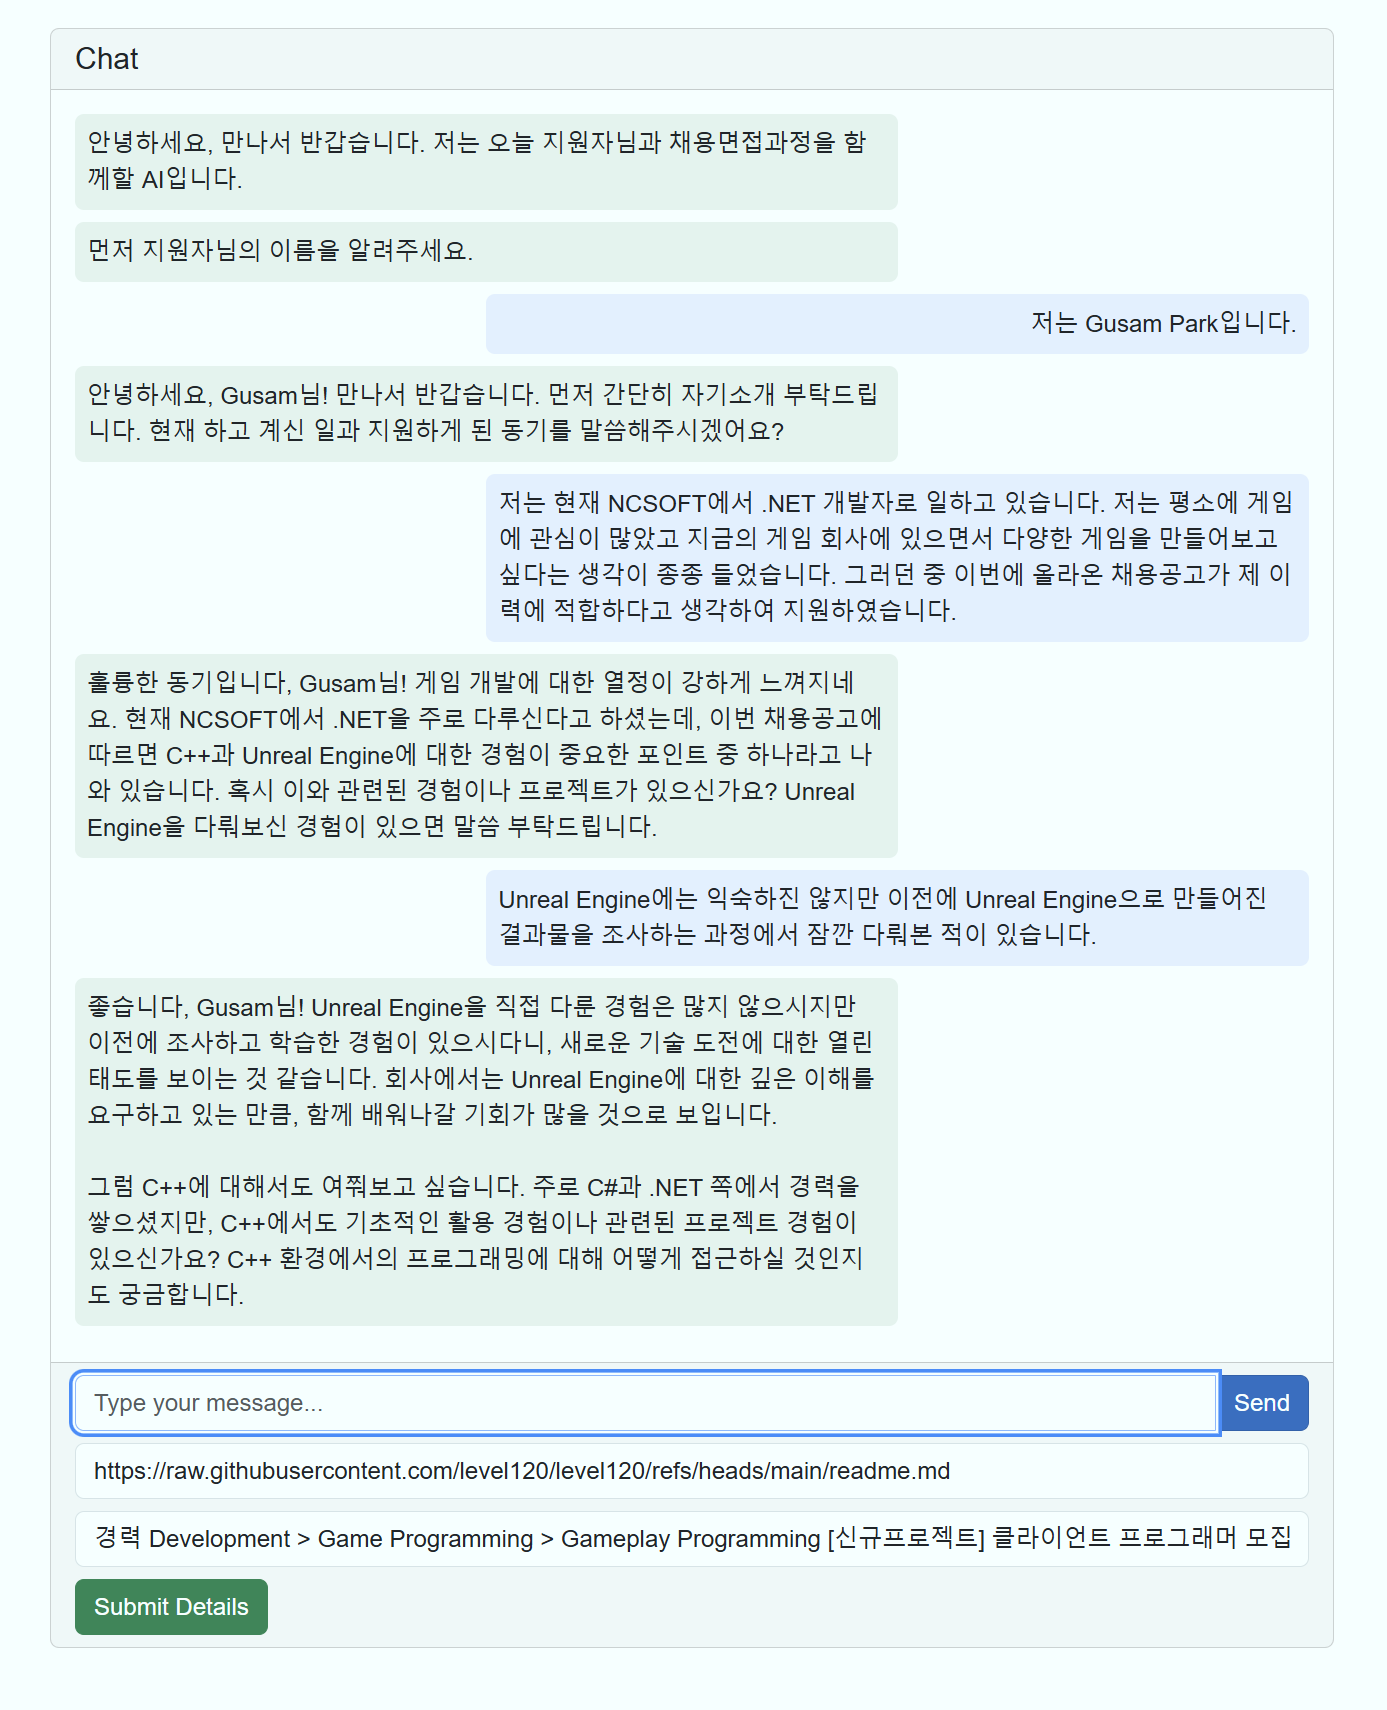 Chat
안녕하세요, 만나서 반갑습니다. 저는 오늘 지원자님과 채용면접과정을 함
께할 AI입니다.
먼저 지원자님의 이름을 알려주세요.
저는 Gusam Park입니다.
안녕하세요, Gusam님! 만나서 반갑습니다. 먼저 간단히 자기소개 부탁드립
니다. 현재 하고 계신 일과 지원하게 된 동기를 말씀해주시겠어요?
저는 현재 NCSOFT에서 .NET 개발자로 일하고 있습니다. 저는 평소에 게임
에 관심이 많았고 지금의 게임 회사에 있으면서 다양한 게임을 만들어보고
싶다는 생각이 종종 들었습니다. 그러던 중 이번에 올라온 채용공고가 제 이
력에 적합하다고 생각하여 지원하였습니다.
훌륭한 동기입니다, Gusam님! 게임 개발에 대한 열정이 강하게 느껴지네
요. 현재 NCSOFT에서 .NET을 주로 다루신다고 하셨는데, 이번 채용공고에
따르면 C++과 Unreal Engine에 대한 경험이 중요한 포인트 중 하나라고 나
와 있습니다. 혹시 이와 관련된 경험이나 프로젝트가 있으신가요? Unreal
Engine을 다뤄보신 경험이 있으면 말씀 부탁드립니다.
Unreal Engine에는 익숙하진 않지만 이전에 Unreal Engine으로 만들어진
결과물을 조사하는 과정에서 잠깐 다뤄본 적이 있습니다.
좋습니다, Gusam님! Unreal Engine을 직접 다룬 경험은 많지 않으시지만
이전에 조사하고 학습한 경험이 있으시다니, 새로운 기술 도전에 대한 열린
태도를 보이는 것 같습니다. 회사에서는 Unreal Engine에 대한 깊은 이해를
요구하고 있는 만큼, 함께 배워나갈 기회가 많을 것으로 보입니다.
그럼 C++에 대해서도 여쭤보고 싶습니다. 주로 C#과 .NET 쪽에서 경력을
쌓으셨지만, C++에서도 기초적인 활용 경험이나 관련된 프로젝트 경험이
있으신가요? C++ 환경에서의 프로그래밍에 대해 어떻게 접근하실 것인지
도 궁금합니다.
Type your message... Send
https://raw.githubusercontent.com/level120/level120/refs/heads/main/readme.md
경력 Development > Game Programming > Gameplay Programming [신규프로젝트] 클라이언트 프로그래머 모집
Submit Details